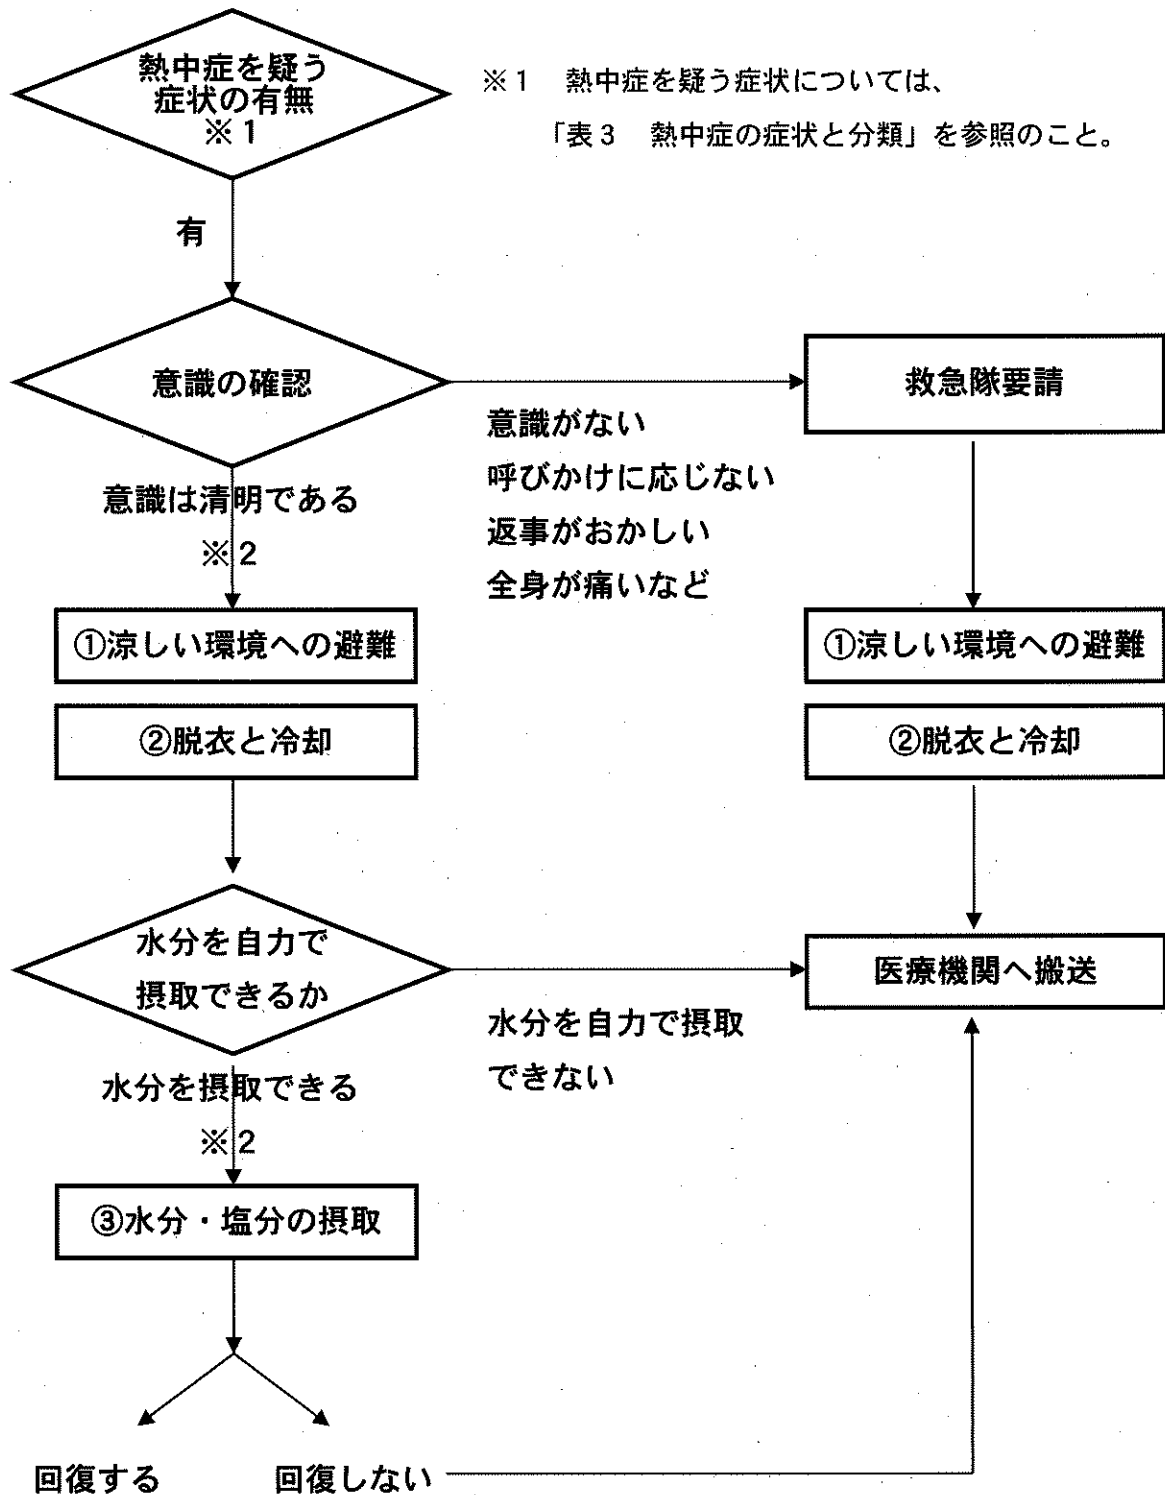 熱中症を疑う
症状の有無
※1
※1 熱中症を疑う症状については、
「表3 熱中症の症状と分類」を参照のこと。
有
意識の確認
救急隊要請
意識がない
呼びかけに応じない
返事がおかしい
全身が痛いなど
意識は清明である
※2
①涼しい環境への避難
①涼しい環境への避難
②脱衣と冷却
②脱衣と冷却
水分を自力で
摂取できるか
医療機関へ搬送
水分を自力で摂取
できない
水分を摂取できる
※2
③水分・塩分の摂取
回復する
回復しない